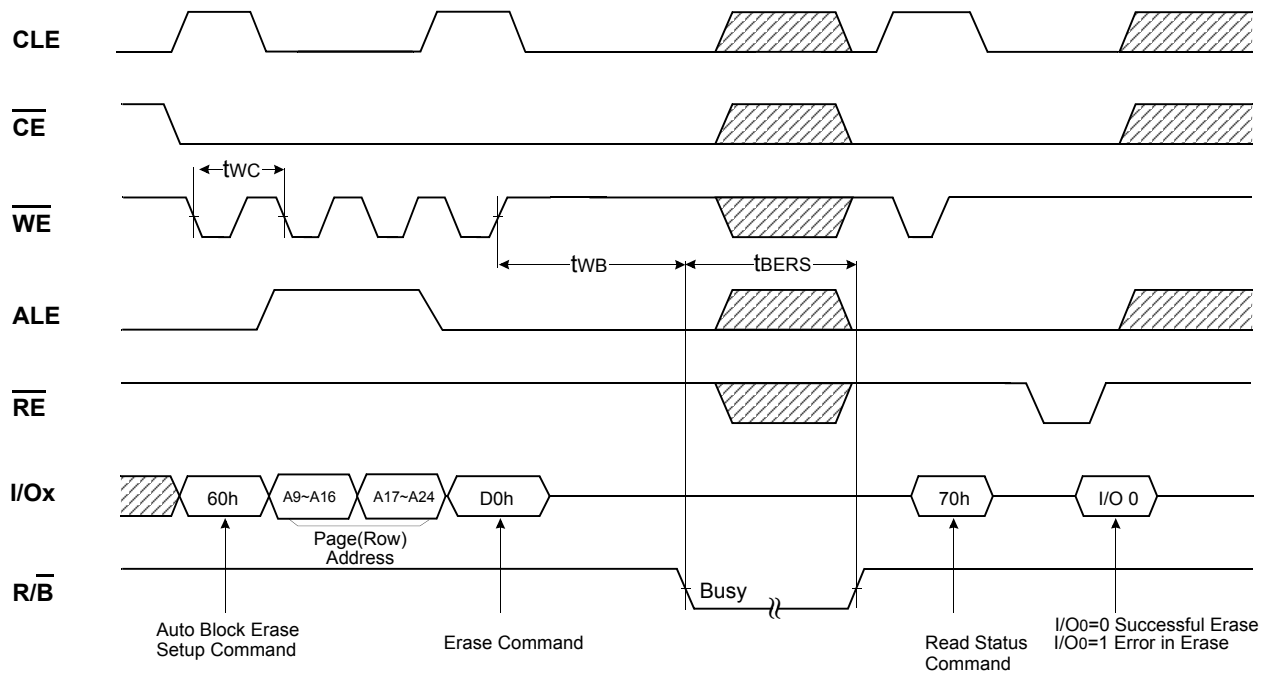 CLE
CE
tWC
WE
tWB
tBERS
ALE
RE
I/Ox
60h
A9~A16
A17~A24
D0h
70h
I/O 0
Page(Row)
Address
R/B
Busy
Auto Block Erase
Setup Command
Erase Command
Read Status
Command
I/O0=0 Successful Erase
I/O0=1 Error in Erase